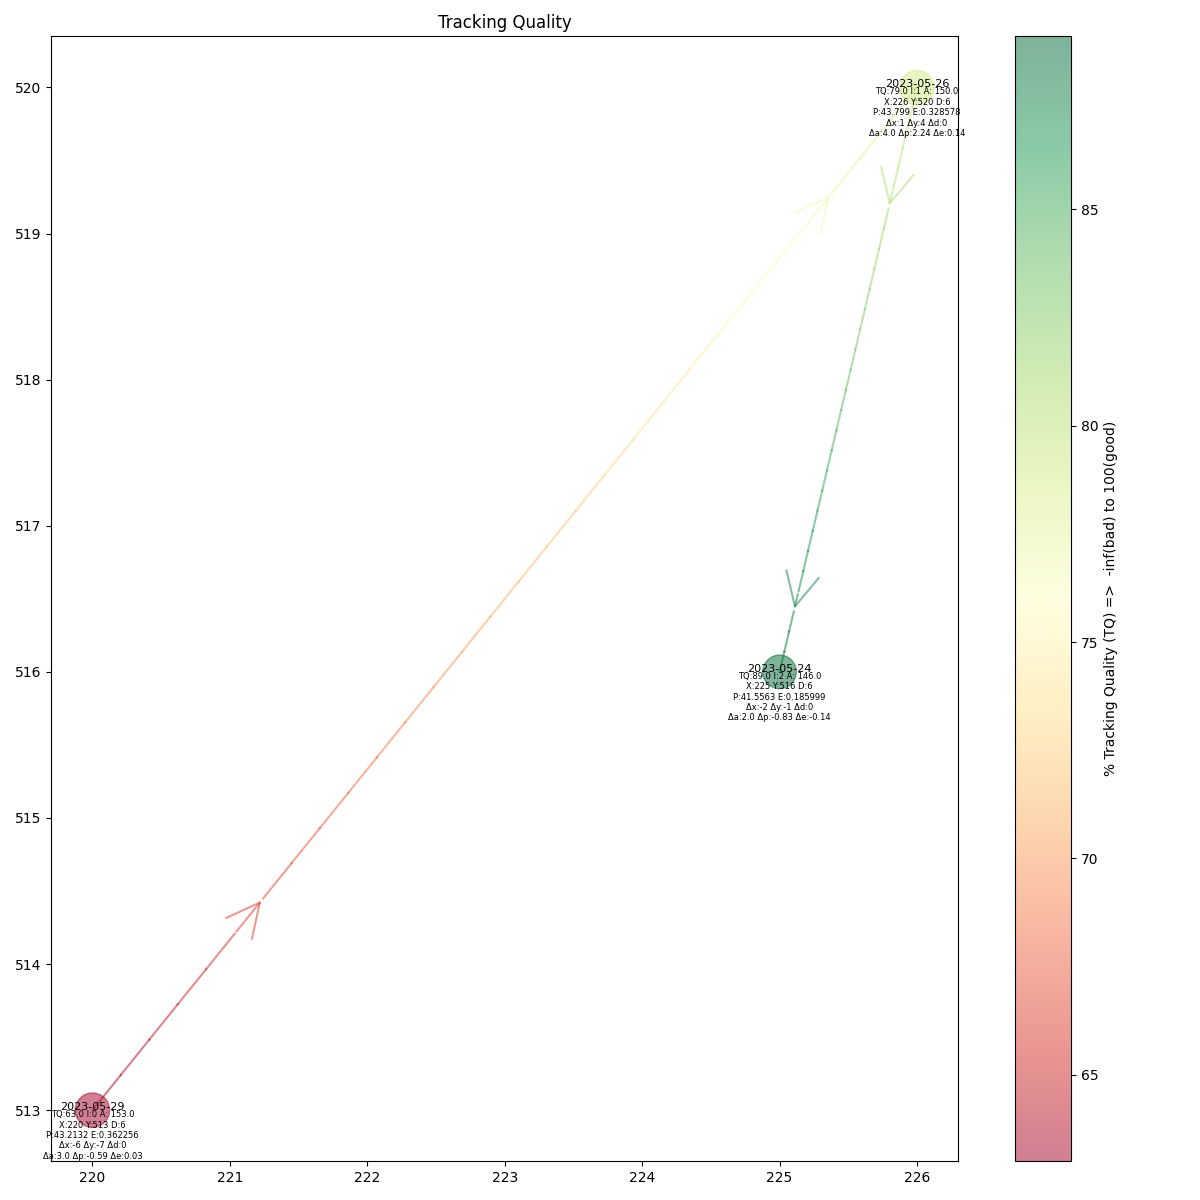 Tracking Quality
520
519
518
517
516
515
514
513
220
221
222
223
224
225
226
2023-05-26
TQ:79.0 I:1 A: 150.0
X:226 Y:520 D:6
P:43.799 E:0.328578
Δx:1 Δy:4 Δd:0
Δa:4.0 Δp:2.24 Δe:0.14
2023-05-24
TQ:89.0 I:2 A: 146.0
X:225 Y:516 D:6
P:41.5563 E:0.185999
Δx:-2 Δy:-1 Δd:0
Δa:2.0 Δp:-0.83 Δe:-0.14
2023-05-29
TQ:63.0 I:0 A: 153.0
X:220 Y:513 D:6
P:43.2132 E:0.362256
Δx:-6 Δy:-7 Δd:0
Δa:3.0 Δp:-0.59 Δe:0.03
85
80
75
70
65
% Tracking Quality (TQ) => -inf(bad) to 100(good)